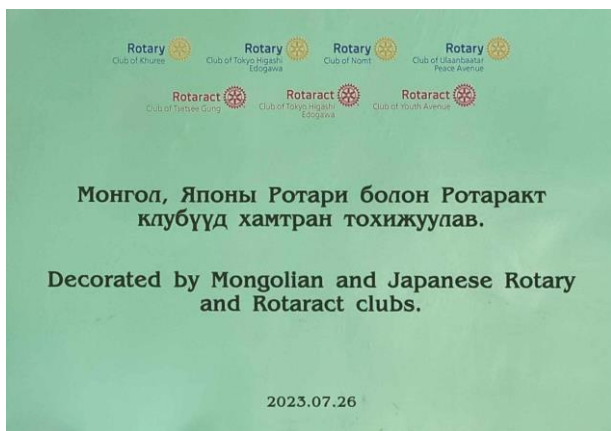 Rotary
Club of Khuree
Rotary
Club of Tokyo Higashi
Edogawa
Rotary
Club of Nomt
Rotary
Club of Ulaanbaatar
Peace Avenue
Rotaract
Club of Tsetsee Gung
Rotaract
Club of Tokyo Higashi
Edogawa
Rotaract
Club of Youth Avenue
Монгол, Японы Ротари болон Ротаракт
клубүүд хамтран тохижуулав.
Decorated by Mongolian and Japanese Rotary
and Rotaract clubs.
2023.07.26